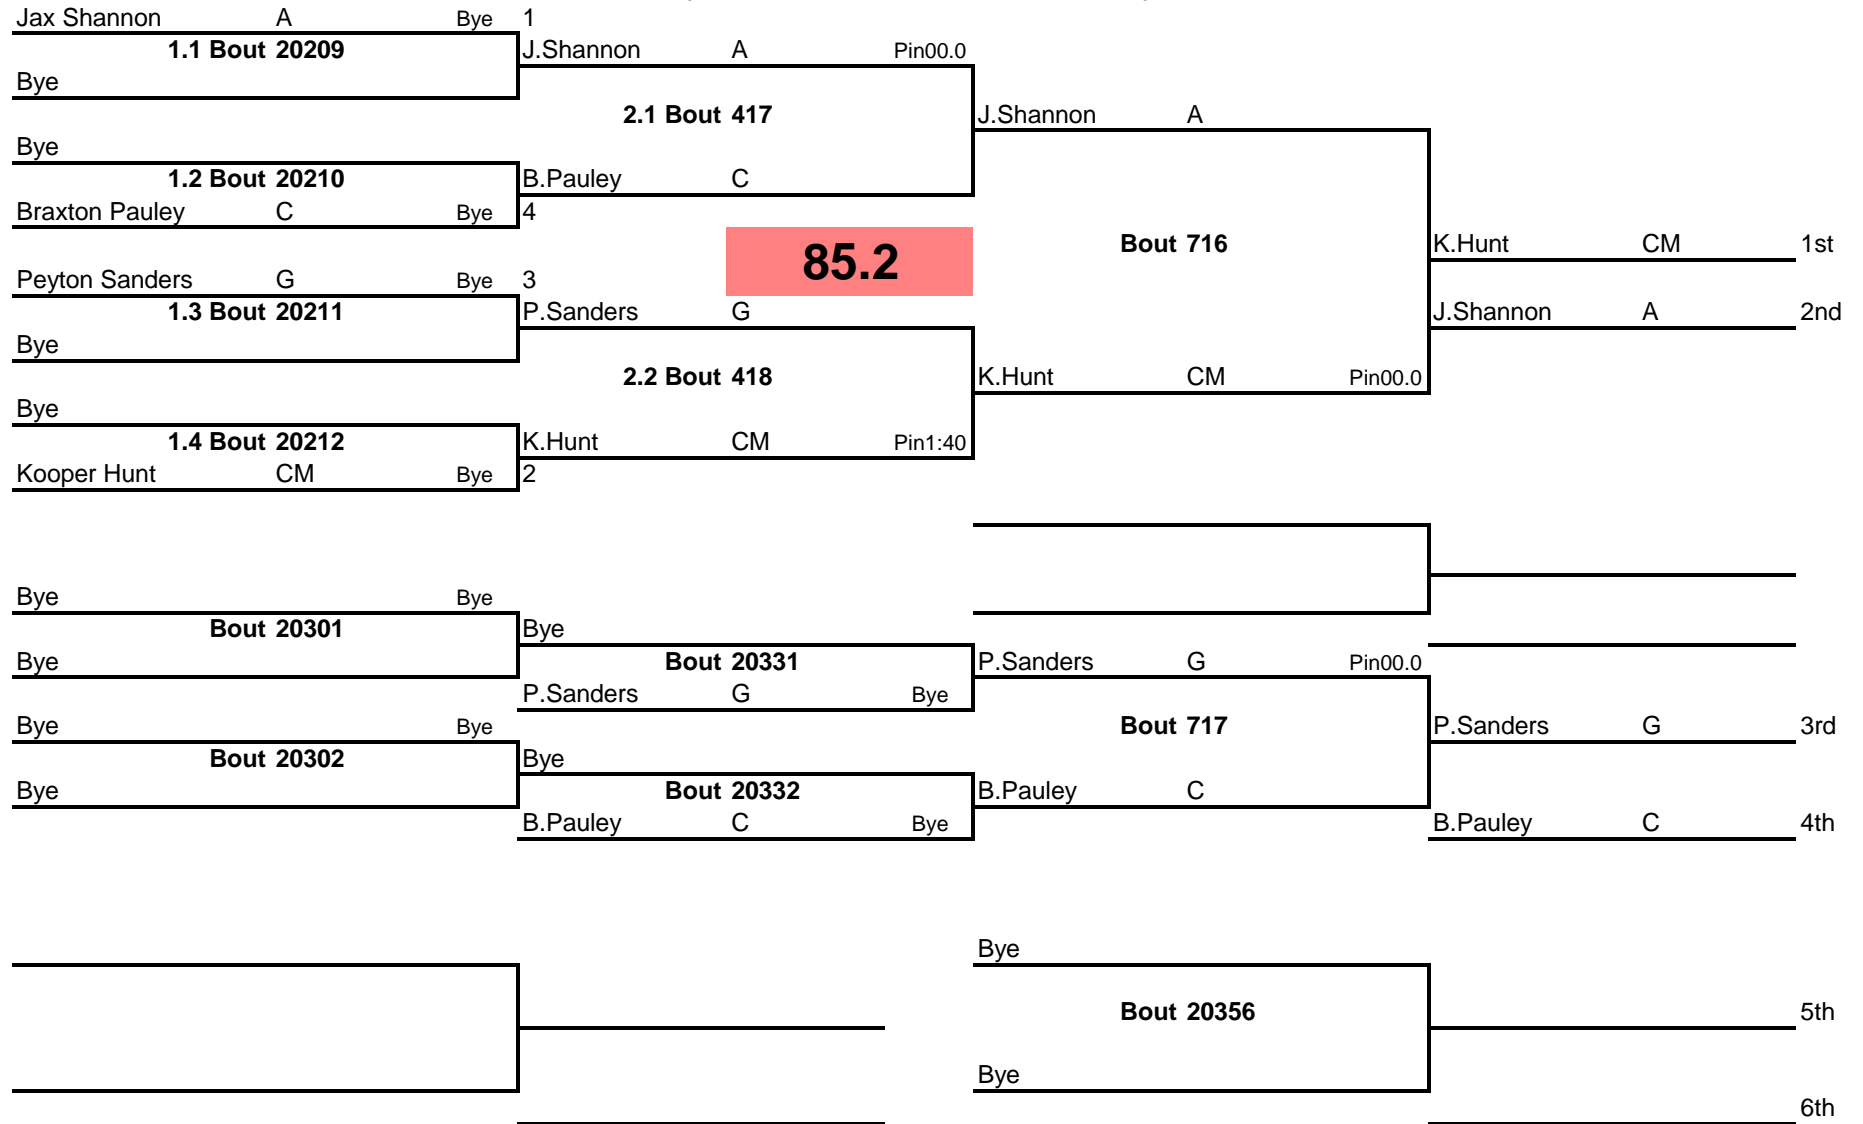 Jax Shannon A Bye 1
1.1 Bout 20209 J.Shannon A Pin00.0
Bye
2.1 Bout 417 J.Shannon A
Bye
1.2 Bout 20210 B.Pauley C
Braxton Pauley C Bye 4
85.2 Bout 716 K.Hunt CM 1st
Peyton Sanders G Bye 3
1.3 Bout 20211 P.Sanders G J.Shannon A 2nd
Bye
2.2 Bout 418 K.Hunt CM Pin00.0
Bye
1.4 Bout 20212 K.Hunt CM Pin1:40
Kooper Hunt CM Bye 2
Bye Bye
Bout 20301 Bye
Bye Bout 20331 P.Sanders G Pin00.0
P.Sanders G Bye
Bye Bye Bout 717 P.Sanders G 3rd
Bout 20302 Bye
Bye Bout 20332 B.Pauley C
B.Pauley C Bye B.Pauley C 4th
Bye
Bout 20356 5th
Bye
6th